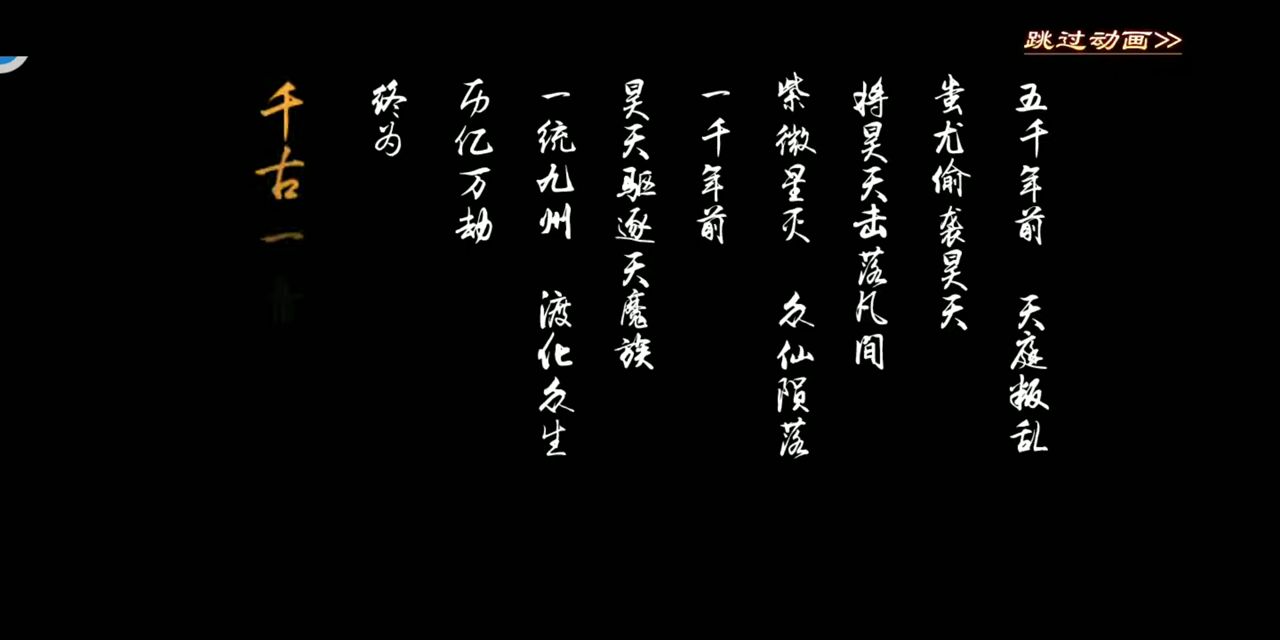 跳过动画>>
五千年前 天庭叛乱
蚩尤偷袭昊天
将昊天击落凡间
紫微星灭 众仙陨落
一千年前
昊天驱逐天魔族
一统九州 渡化众生
历亿万劫
终为
千古一